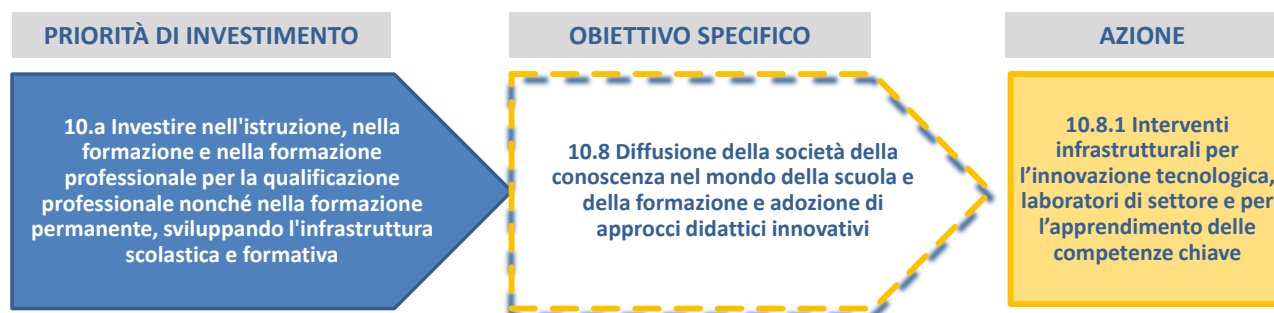 PRIORITÀ DI INVESTIMENTO
10.a Investire nell'istruzione, nella
formazione e nella formazione
professionale per la qualificazione
professionale nonché nella formazione
permanente, sviluppando l'infrastruttura
scolastica e formativa
OBIETTIVO SPECIFICO
10.8 Diffusione della società della
conoscenza nel mondo della scuola e
della formazione e adozione di
approcci didattici innovativi
AZIONE
10.8.1 Interventi
infrastrutturali per
l’innovazione tecnologica,
laboratori di settore e per
l’apprendimento delle
competenze chiave